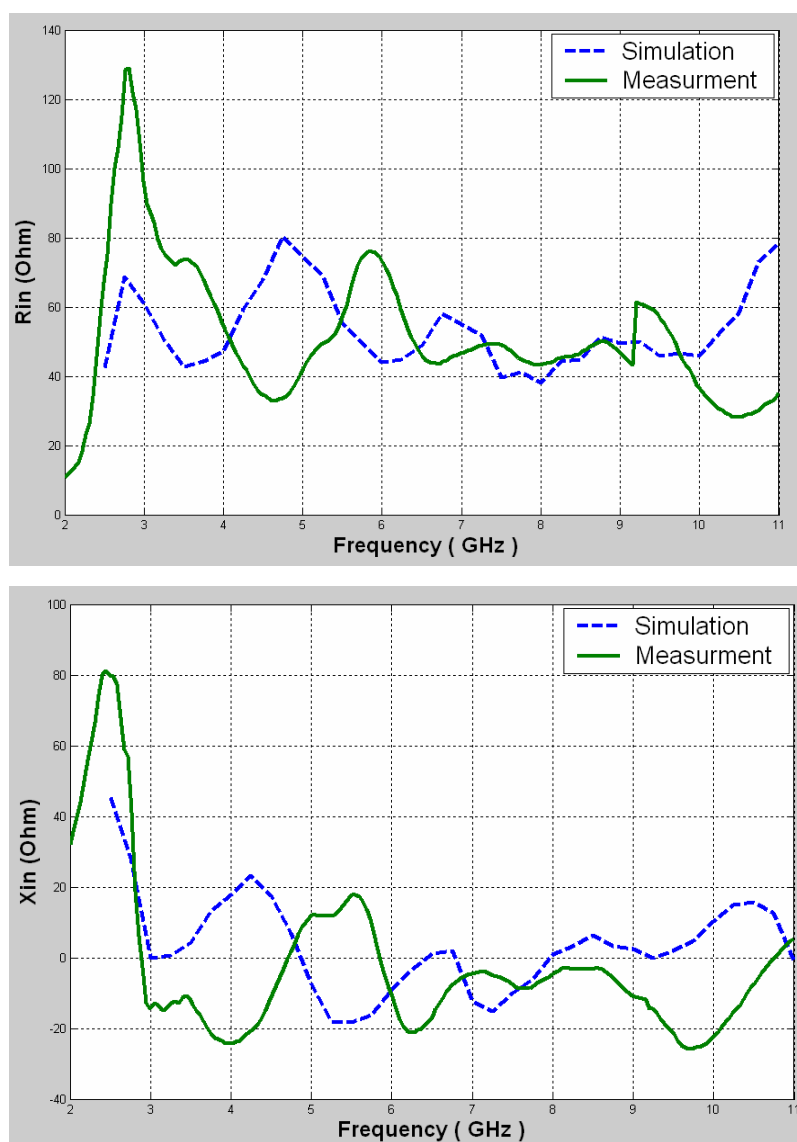 140
120
100
80
60
40
20
0
Rin (Ohm)
Simulation
Measurment
2 3 4 5 6 7 8 9 10 11
Frequency ( GHz )
100
80
60
40
20
0
-20
-40
Xin (Ohm)
Simulation
Measurment
2 3 4 5 6 7 8 9 10 11
Frequency ( GHz )